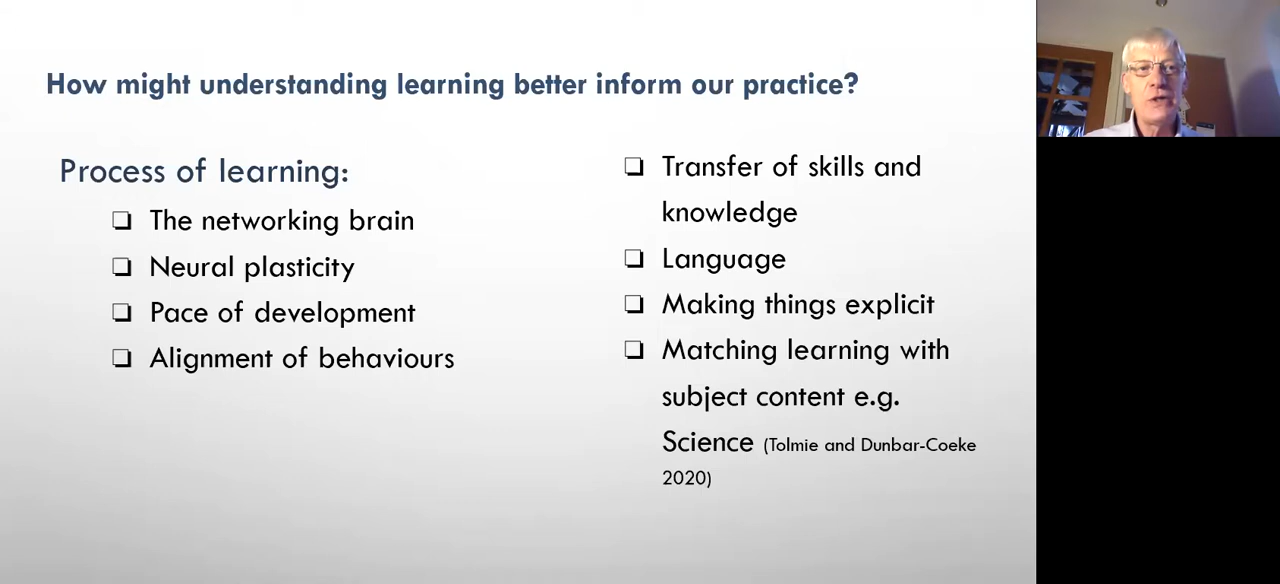 How might understanding learning better inform our practice?
Process of learning:
❑ The networking brain
❑ Neural plasticity
❑ Pace of development
❑ Alignment of behaviours
❑ Transfer of skills and
knowledge
❑ Language
❑ Making things explicit
❑ Matching learning with
subject content e.g.
Science (Tolmie and Dunbar-Coeke
2020)